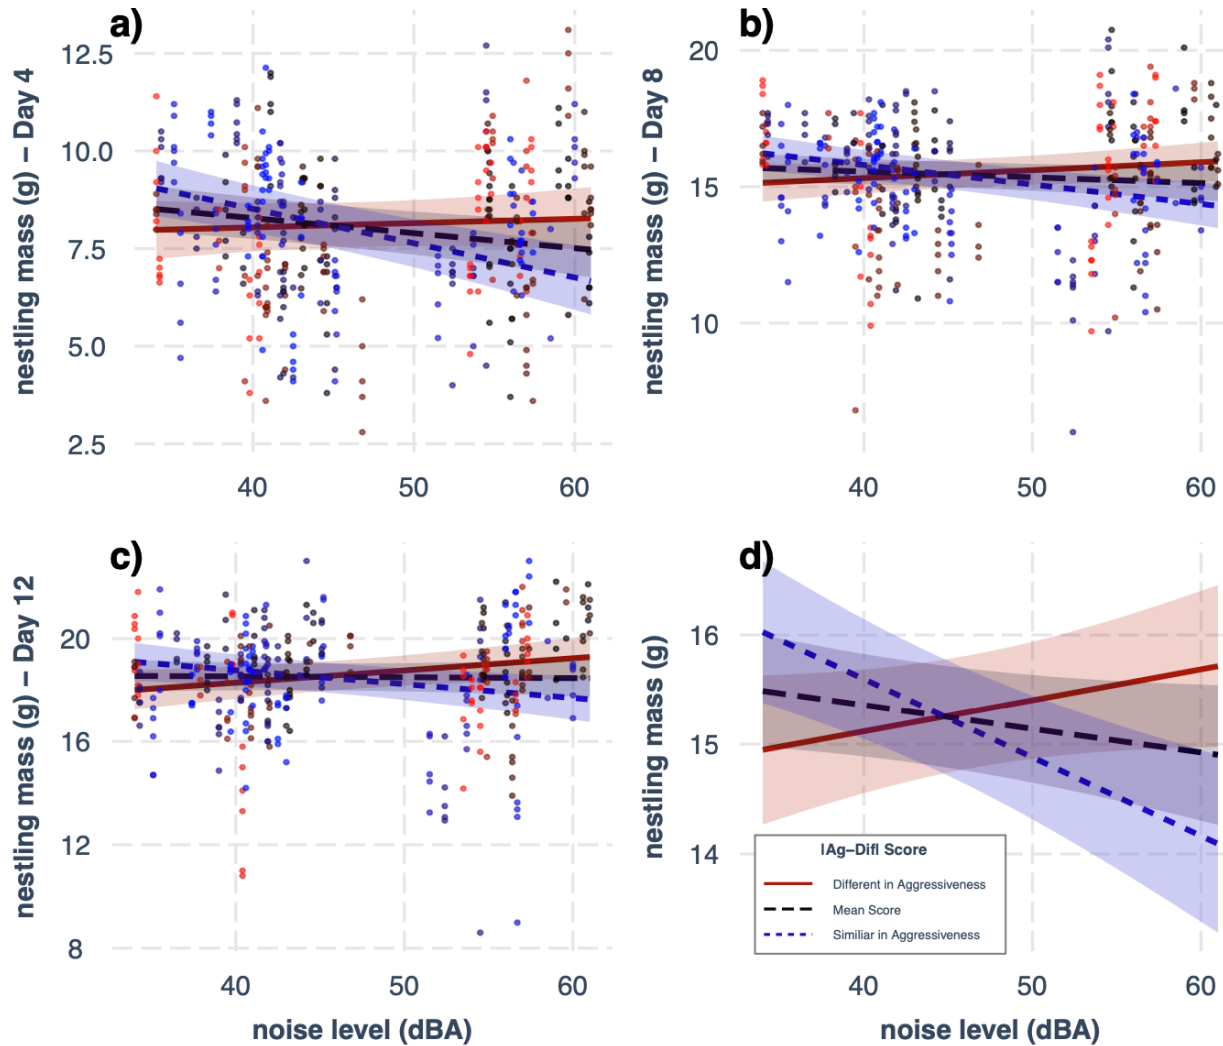 a)
nestling mass (g) – Day 4
12.5
10.0
7.5
5.0
2.5
40 50 60
b)
nestling mass (g) – Day 8
20
15
10
40 50 60
c)
nestling mass (g) – Day 12
20
16
12
8
40 50 60
noise level (dBA)
d)
nestling mass (g)
16
15
14
|Ag–Dif| Score
Different in Aggressiveness
Mean Score
Similiar in Aggressiveness
40 50 60
noise level (dBA)